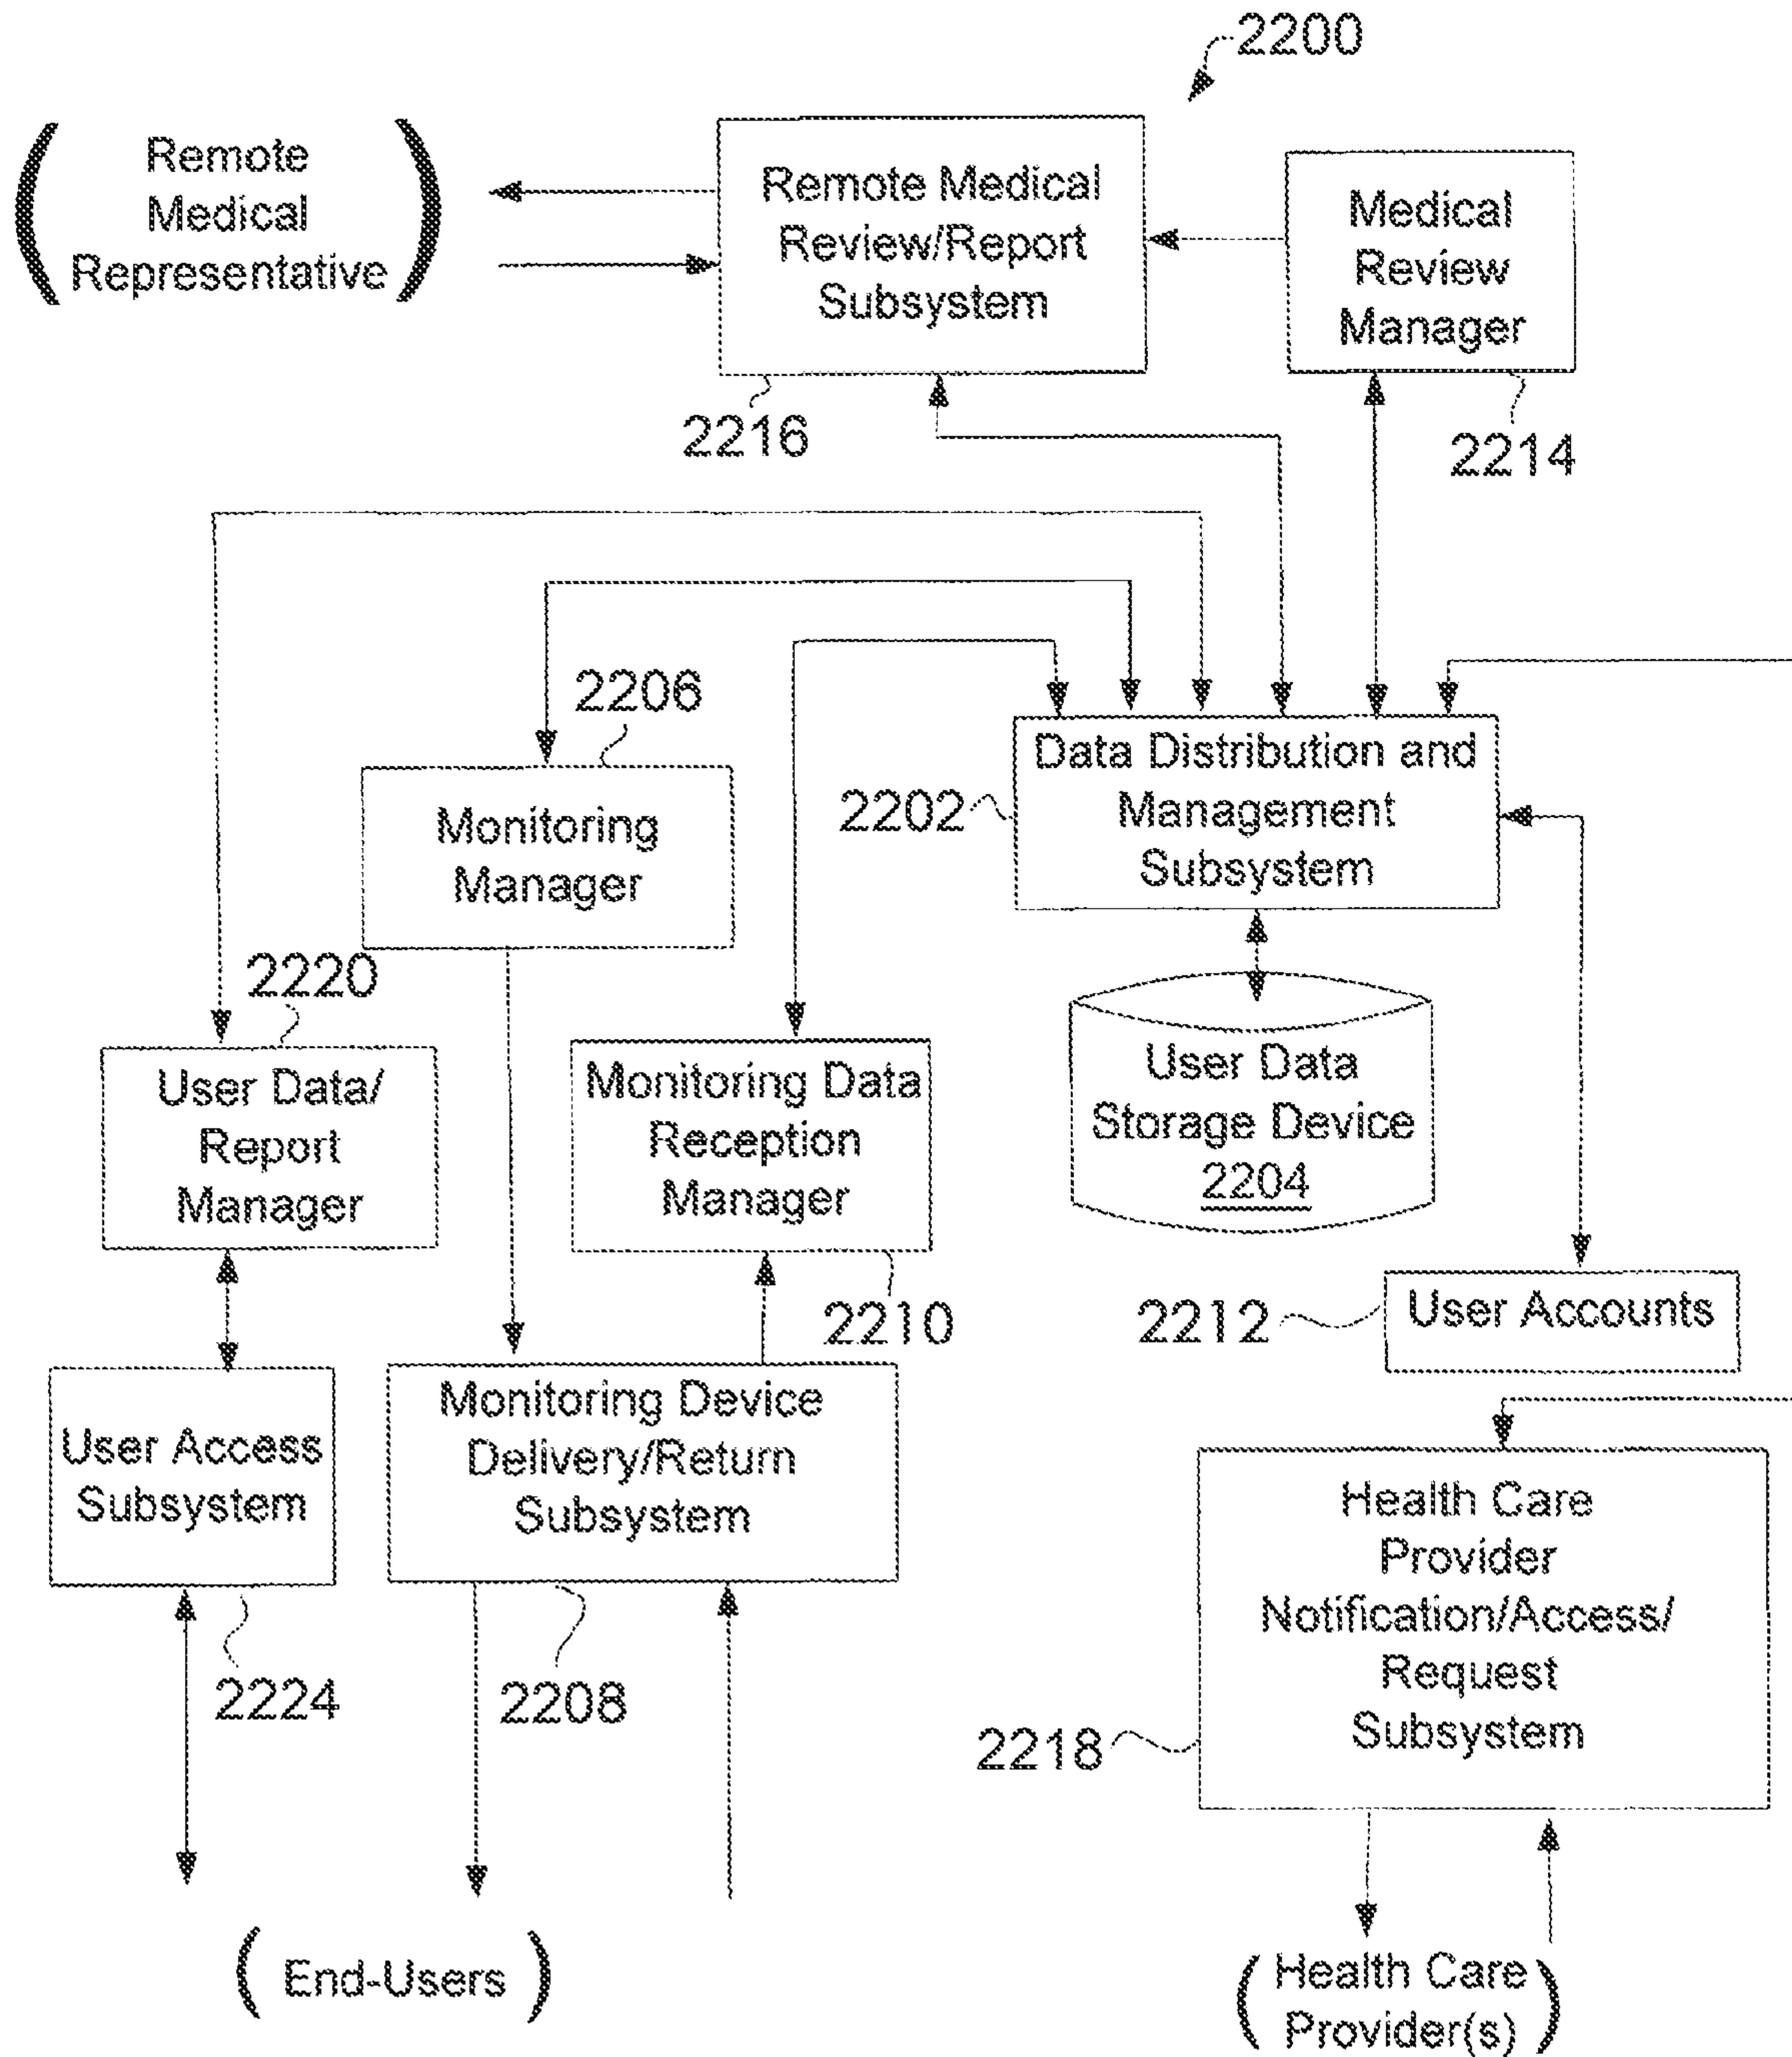 2200
Remote
Medical
Representative
Remote Medical
Review/Report
Subsystem
Medical
Review
Manager
2216
2214
2206
Monitoring
Manager
2202
Data Distribution and
Management
Subsystem
2220
User Data/
Report
Manager
Monitoring Data
Reception
Manager
User Data
Storage Device
2204
2210
2212
User Accounts
User Access
Subsystem
Monitoring Device
Delivery/Return
Subsystem
Health Care
Provider
Notification/Access/
Request
Subsystem
2224
2208
2218
(End-Users)
(Health Care
Provider(s))